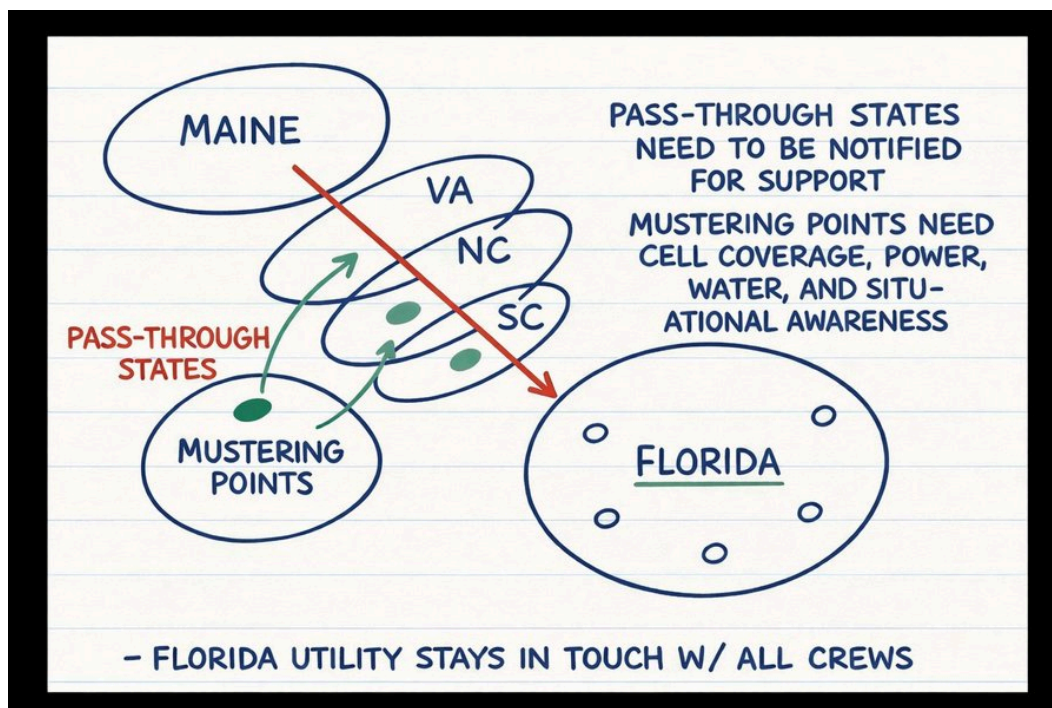 MAINE
VA
NC
SC
PASS-THROUGH STATES
NEED TO BE NOTIFIED
FOR SUPPORT
MUSTERING POINTS NEED
CELL COVERAGE, POWER,
WATER, AND SITU-
ATIONAL AWARENESS
PASS-THROUGH
STATES
MUSTERING
POINTS
FLORIDA
- FLORIDA UTILITY STAYS IN TOUCH W/ ALL CREWS